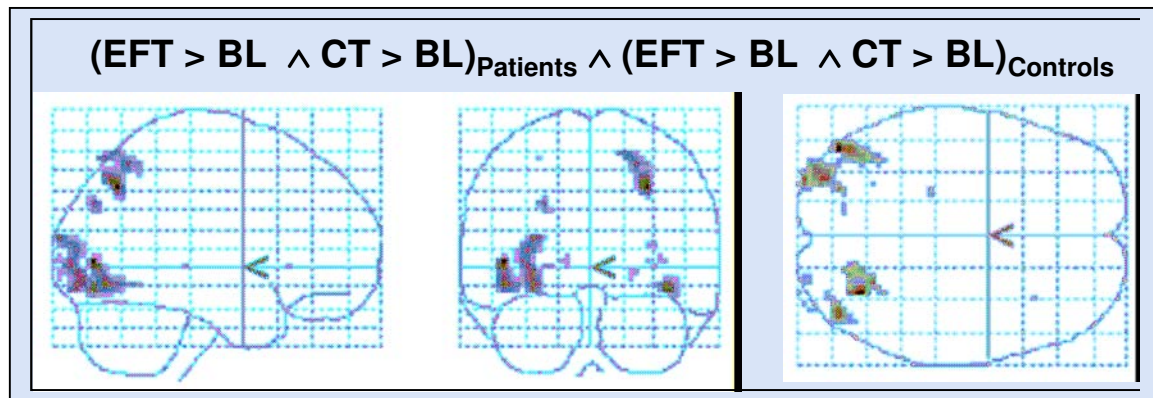 (EFT > BL ∧ CT > BL)Patients ∧ (EFT > BL ∧ CT > BL)Controls